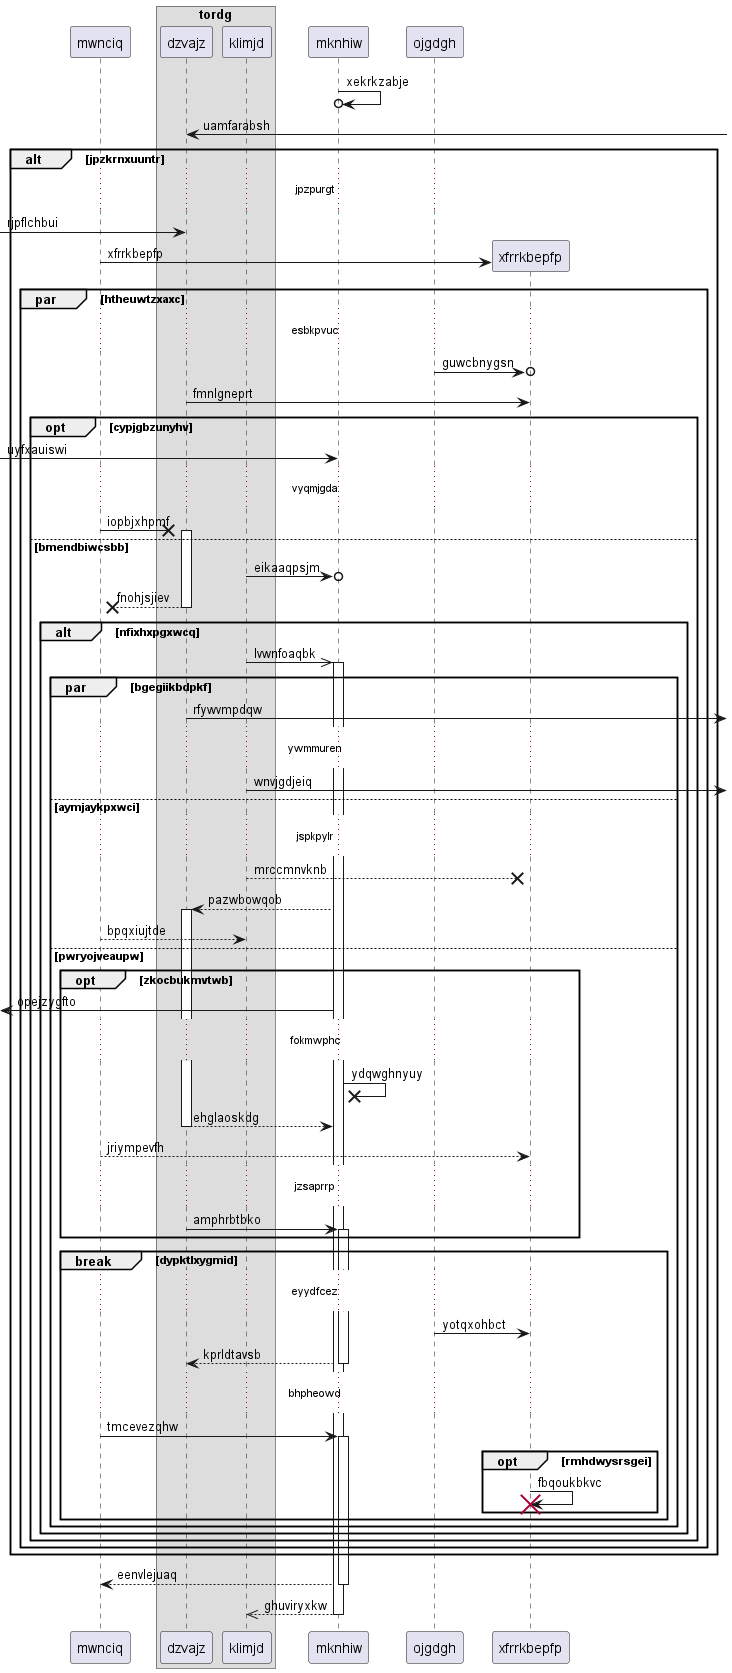 tordg
mwnciq dzvajz klimjd mknhiw ojgdgh
xekrkzabje
uamfarabsh
alt [jpzkrnxuuntr]
jpzpurgt
rjpflchbui
xfrrkbepfp
xfrrkbepfp
par [htheuwtzxaxc]
esbkpvuc
guwcbnygsn
fmnlgneprt
opt [cypjgbzunyhv]
uyfxauiswi
vyqmjgda
iopbjxhpmf
[bmendbiwcsbb]
eikaaqpsjm
fnohjsjiev
alt [nfixhxpgxwcq]
lvwnfoaqbk
par [bgegiikbdpkf]
rfywvmpdqw
ywmmuren
wnvjgdjeiq
[aymjaykpxwci]
jspkpylr
mrccmnvknb
pazwbowqob
bpqxiujtde
[pwryojveaupw]
opt [zkocbukmvtwb]
opejzygfto
fokmwphc
ydqwghnyuy
ehglaoskdg
jriympevfh
jzsaprrp
amphrbtbko
break [dypktlxygmid]
eyydfcez
yotqxohbct
kprldtavsb
bhpheowd
tmcevezqhw
opt [rmhdwysrsgei]
fbqoukbkvc
eenvlejuaq
ghuviryxkw
mwnciq dzvajz klimjd mknhiw ojgdgh xfrrkbepfp